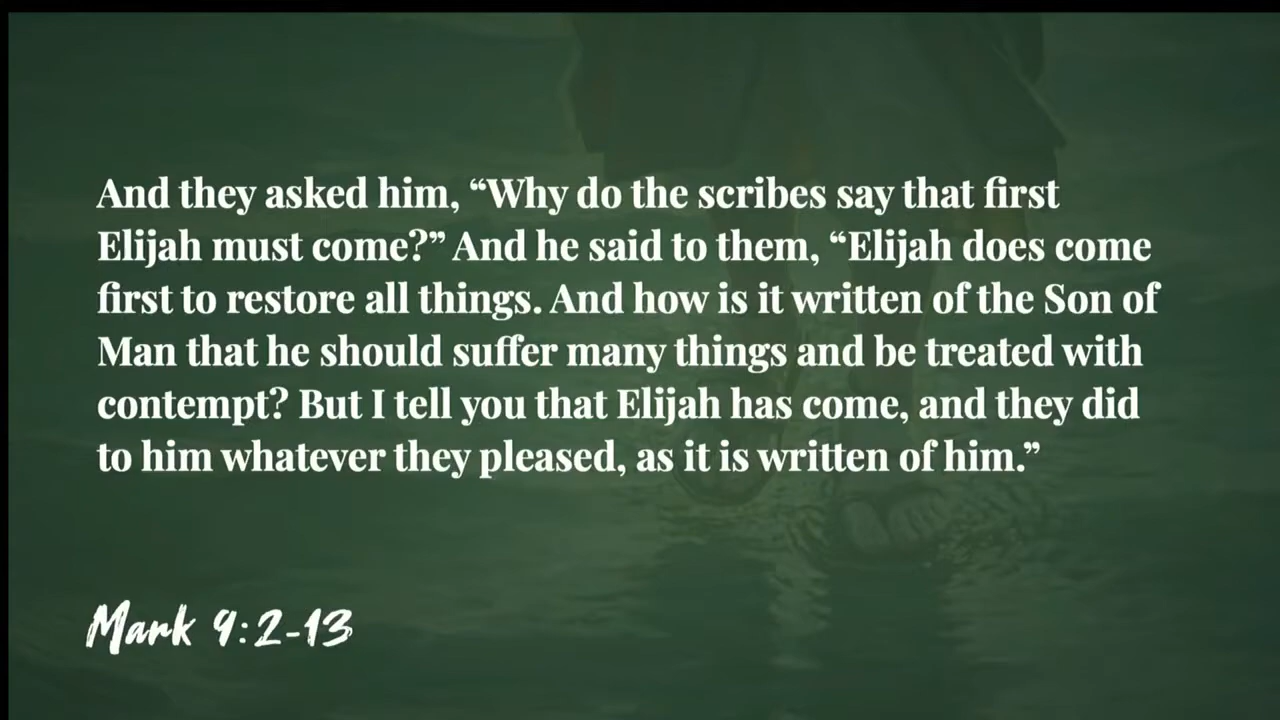 And they asked him, “Why do the scribes say that first
Elijah must come?” And he said to them, “Elijah does come
first to restore all things. And how is it written of the Son of
Man that he should suffer many things and be treated with
contempt? But I tell you that Elijah has come, and they did
to him whatever they pleased, as it is written of him.”
Mark 9:2-13